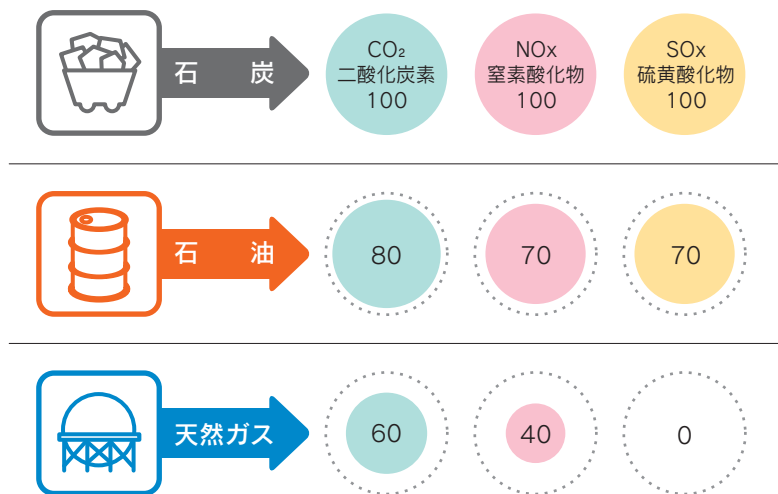 石炭
CO₂
二酸化炭素
100
NOx
窒素酸化物
100
SOx
硫黄酸化物
100
石油
80
70
70
天然ガス
60
40
0